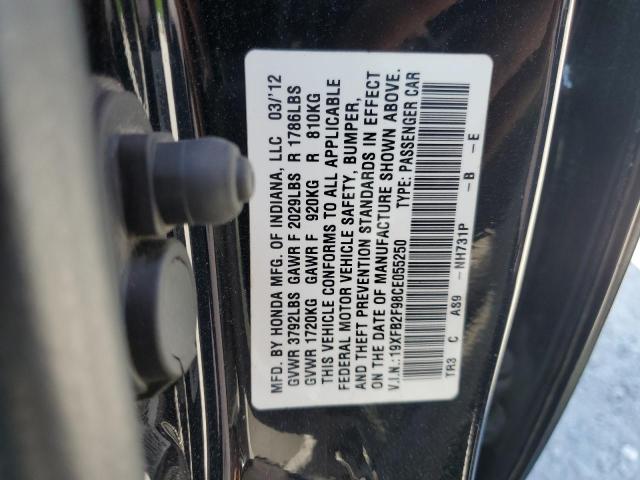 MFD. BY HONDA MFG. OF INDIANA, LLC 03/'12
GVWR 3792LBS GAWR F 2029LBS R 1786LBS
GVWR 1720KG GAWR F 920KG R 810KG
THIS VEHICLE CONFORMS TO ALL APPLICABLE
FEDERAL MOTOR VEHICLE SAFETY, BUMPER,
AND THEFT PREVENTION STANDARDS IN EFFECT
ON THE DATE OF MANUFACTURE SHOWN ABOVE.
V.I.N.:19XFB2F98CE055250 TYPE: PASSENGER CAR
TR3 C A89 - NH731P -B -E